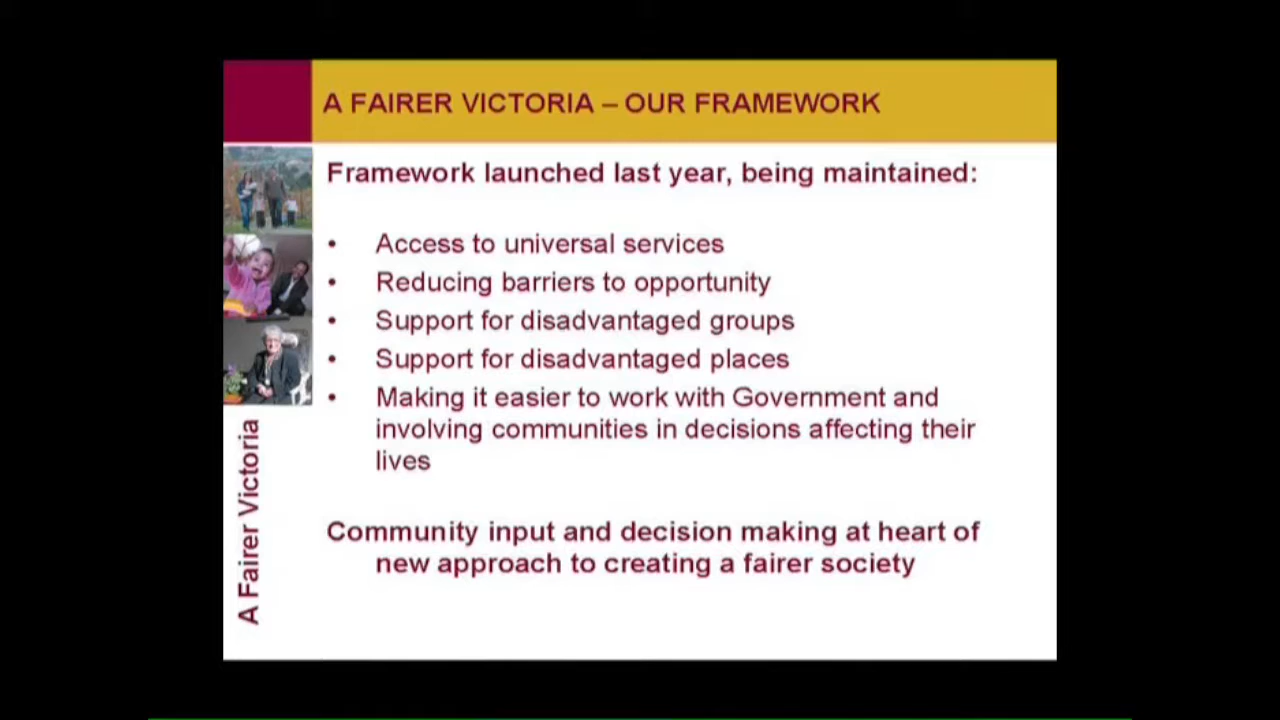 A FAIRER VICTORIA – OUR FRAMEWORK
Framework launched last year, being maintained:
• Access to universal services
• Reducing barriers to opportunity
• Support for disadvantaged groups
• Support for disadvantaged places
• Making it easier to work with Government and
involving communities in decisions affecting their
lives
Community input and decision making at heart of
new approach to creating a fairer society
A Fairer Victoria